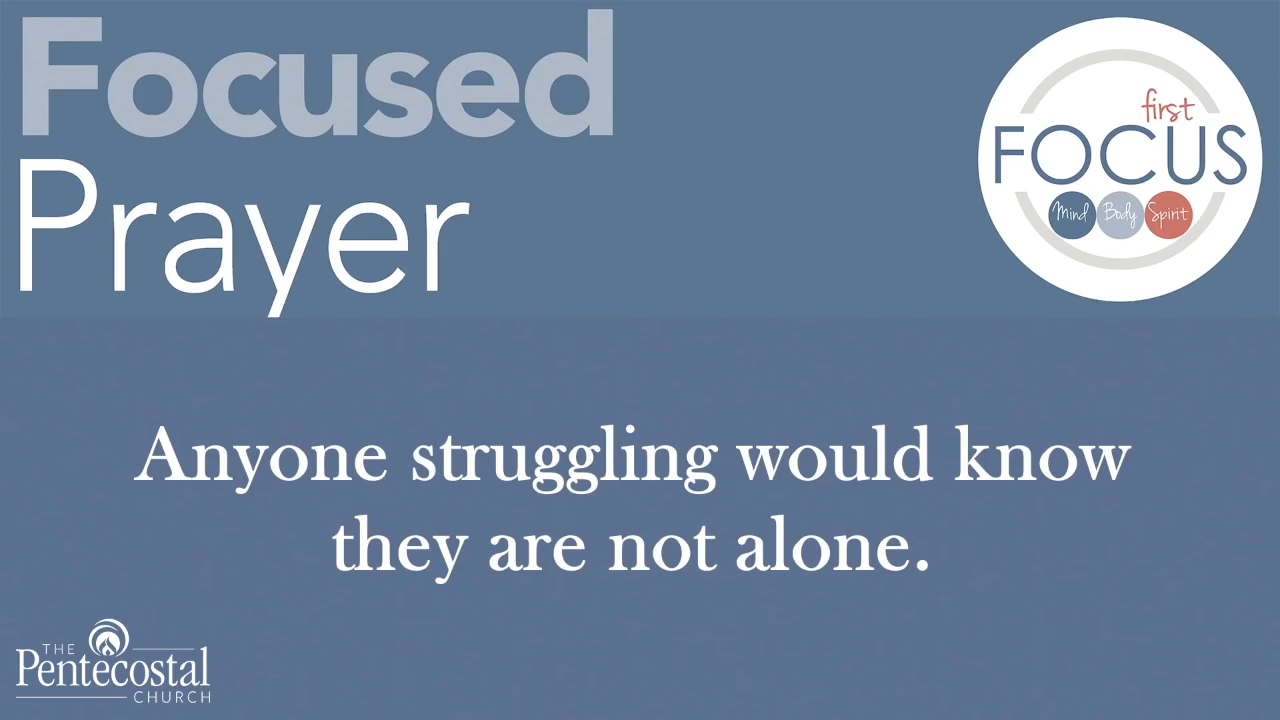 Focused
Prayer
first
FOCUS
Mind Body Spirit
Anyone struggling would know
they are not alone.
THE
Pentecostal
CHURCH